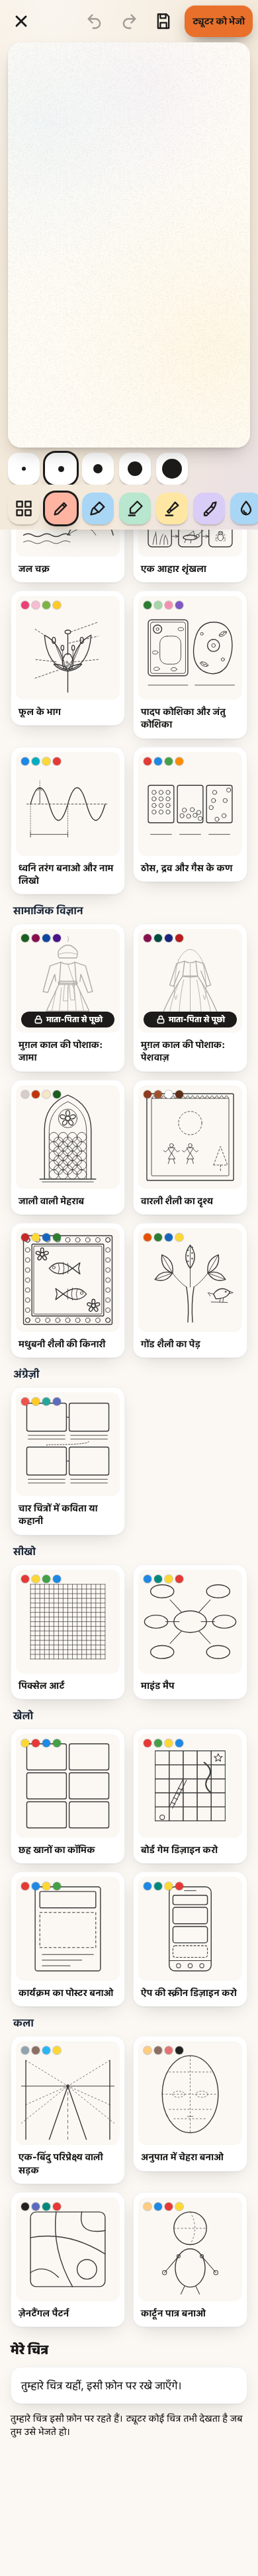 ट्यूटर को भेजो
जल चक्र
एक आहार शृंखला
फूल के भाग
पादप कोशिका और जंतु
कोशिका
ध्वनि तरंग बनाओ और नाम
लिखो
ठोस, द्रव और गैस के कण
सामाजिक विज्ञान
माता-पिता से पूछो
माता-पिता से पूछो
मुग़ल काल की पोशाक:
जामा
मुग़ल काल की पोशाक:
पेशवाज़
जाली वाली मेहराब
वारली शैली का दृश्य
मधुबनी शैली की किनारी
गोंड शैली का पेड़
अंग्रेज़ी
चार चित्रों में कविता या
कहानी
सीखो
पिक्सेल आर्ट
माइंड मैप
खेलो
छह खानों का कॉमिक
बोर्ड गेम डिज़ाइन करो
कार्यक्रम का पोस्टर बनाओ
ऐप की स्क्रीन डिज़ाइन करो
कला
एक-बिंदु परिप्रेक्ष्य वाली
सड़क
अनुपात में चेहरा बनाओ
ज़ेनटैंगल पैटर्न
कार्टून पात्र बनाओ
मेरे चित्र
तुम्हारे चित्र यहीं, इसी फ़ोन पर रखे जाएँगे।
तुम्हारे चित्र इसी फ़ोन पर रहते हैं। ट्यूटर कोई चित्र तभी देखता है जब
तुम उसे भेजते हो।